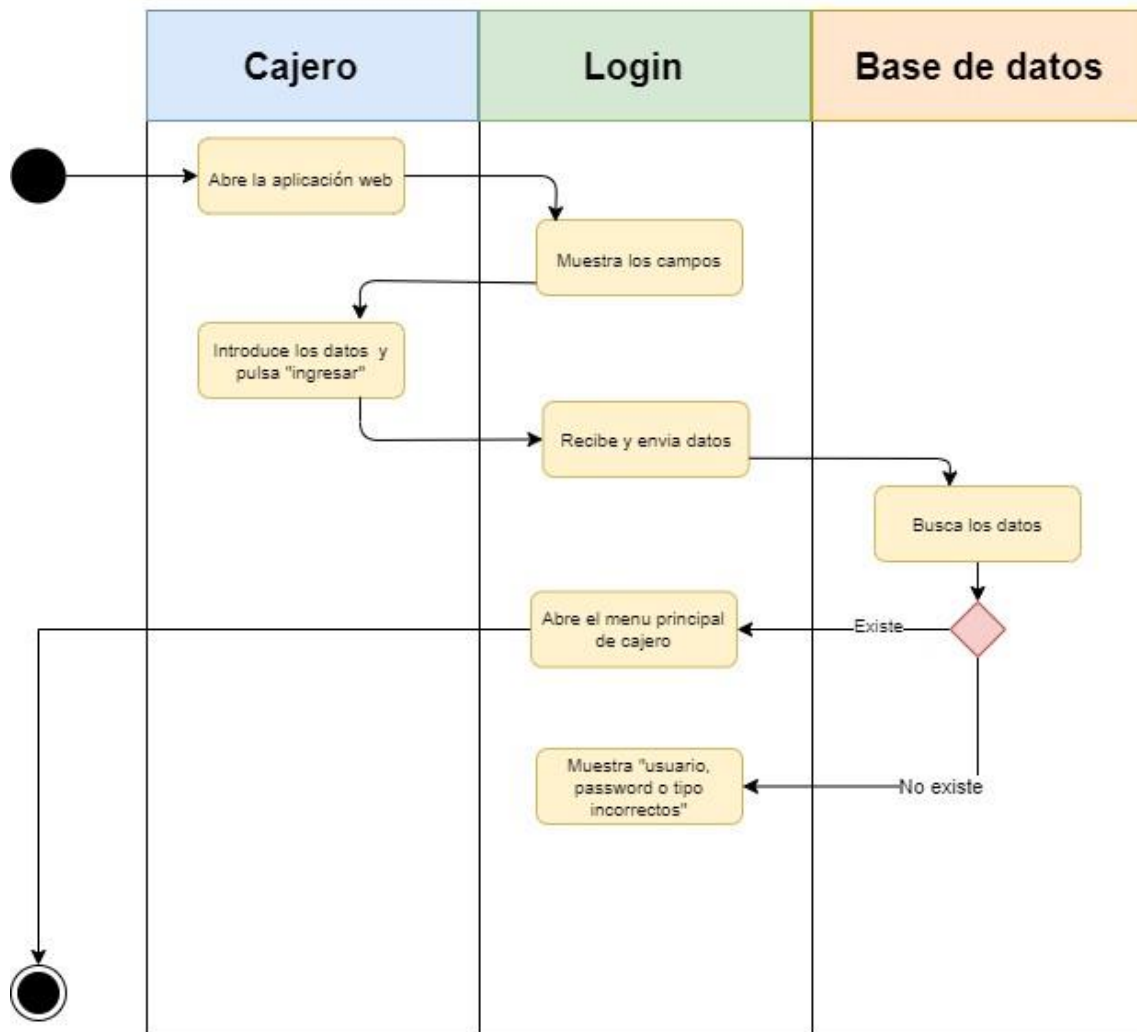 Cajero
Login
Base de datos
Abre la aplicación web
Muestra los campos
Introduce los datos y
pulsa "ingresar"
Recibe y envia datos
Busca los datos
Abre el menu principal
de cajero
Existe
Muestra "usuario,
password o tipo
incorrectos"
No existe